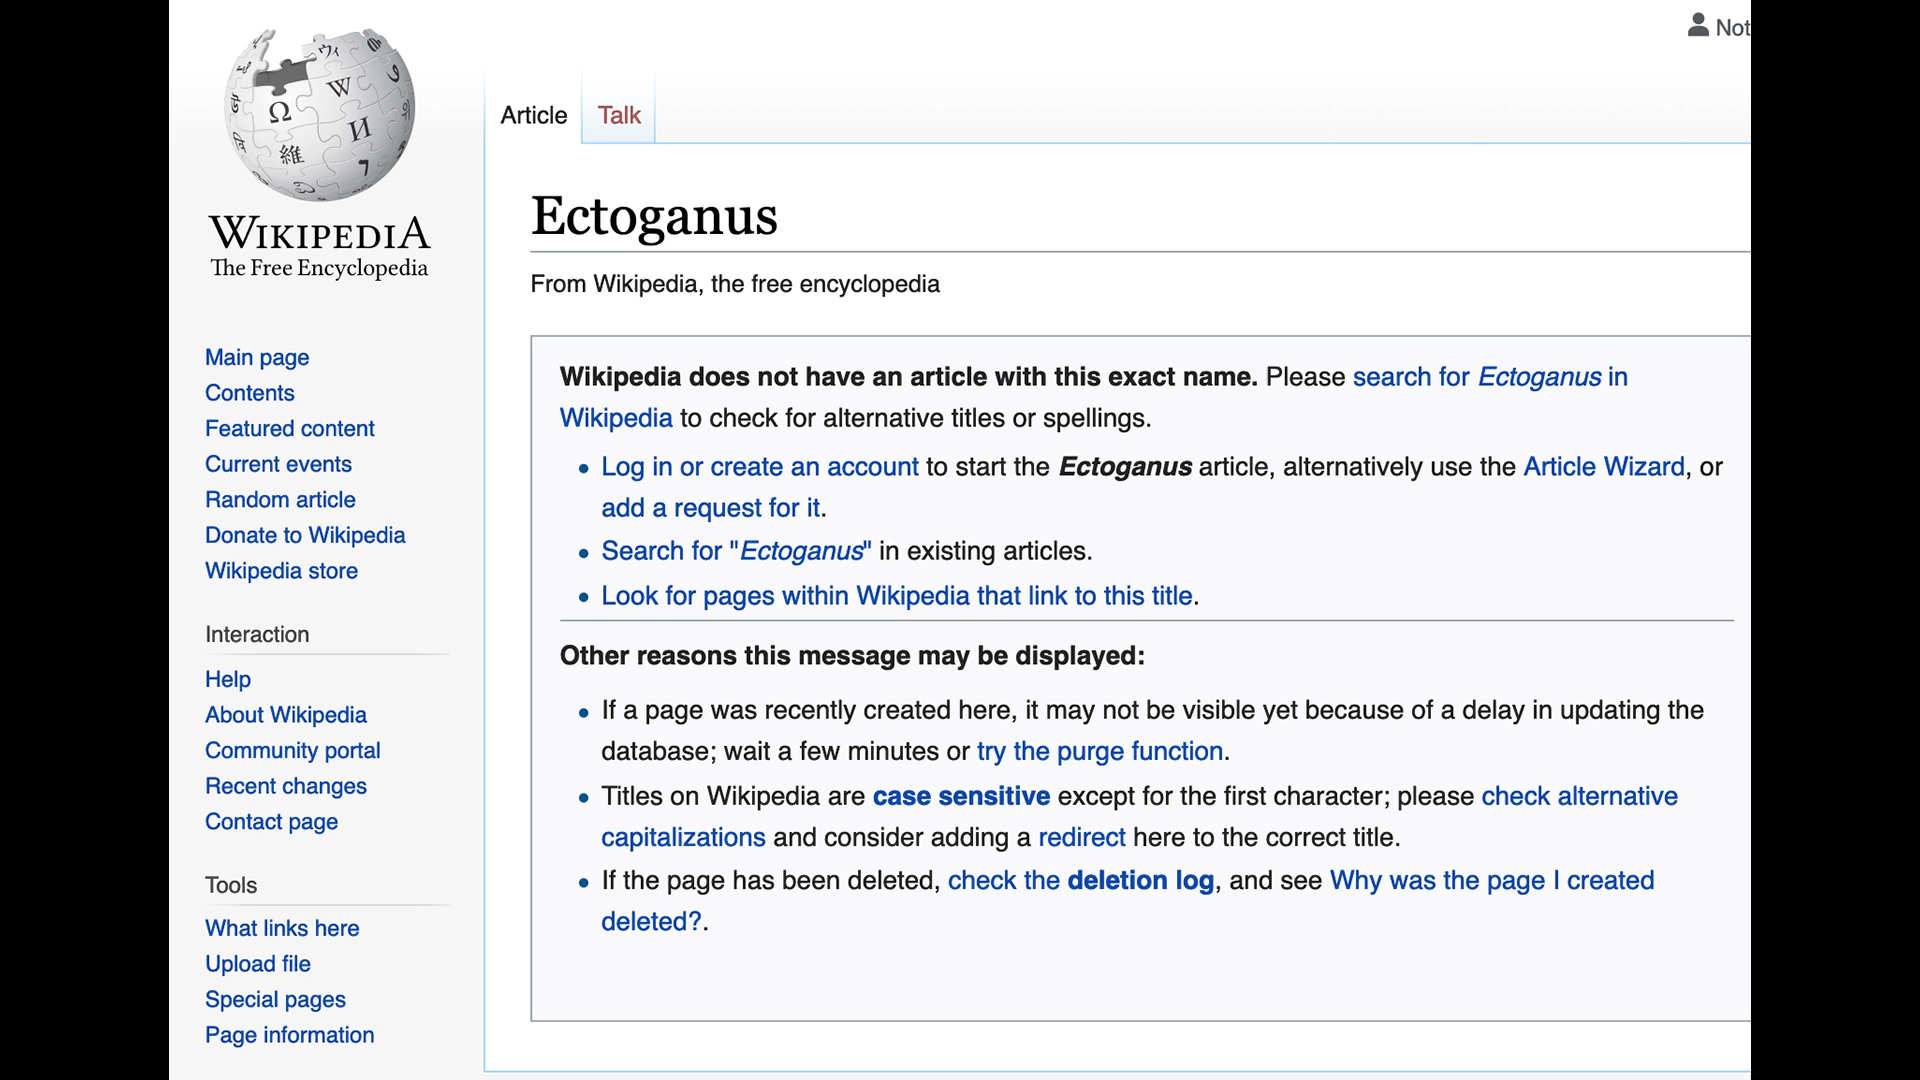 Not
Article Talk
WIKIPEDIA
The Free Encyclopedia
Main page
Contents
Featured content
Current events
Random article
Donate to Wikipedia
Wikipedia store
Interaction
Help
About Wikipedia
Community portal
Recent changes
Contact page
Tools
What links here
Upload file
Special pages
Page information
Ectoganus
From Wikipedia, the free encyclopedia
Wikipedia does not have an article with this exact name. Please search for Ectoganus in
Wikipedia to check for alternative titles or spellings.
• Log in or create an account to start the Ectoganus article, alternatively use the Article Wizard, or
add a request for it.
• Search for "Ectoganus" in existing articles.
• Look for pages within Wikipedia that link to this title.
Other reasons this message may be displayed:
• If a page was recently created here, it may not be visible yet because of a delay in updating the
database; wait a few minutes or try the purge function.
• Titles on Wikipedia are case sensitive except for the first character; please check alternative
capitalizations and consider adding a redirect here to the correct title.
• If the page has been deleted, check the deletion log, and see Why was the page I created
deleted?.